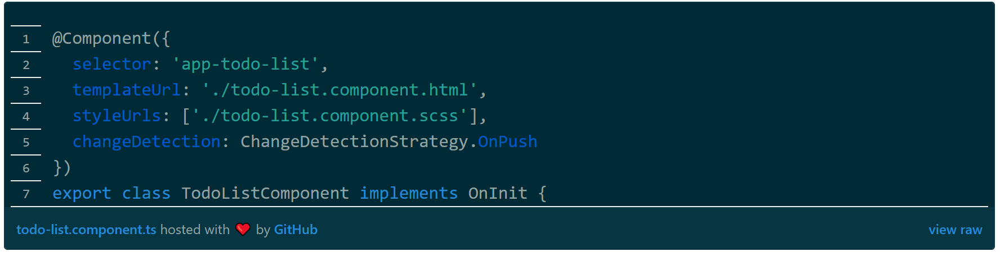 1 @Component({
2   selector: 'app-todo-list',
3   templateUrl: './todo-list.component.html',
4   styleUrls: ['./todo-list.component.scss'],
5   changeDetection: ChangeDetectionStrategy.OnPush
6 })
7 export class TodoListComponent implements OnInit {
todo-list.component.ts hosted with ❤ by GitHub view raw